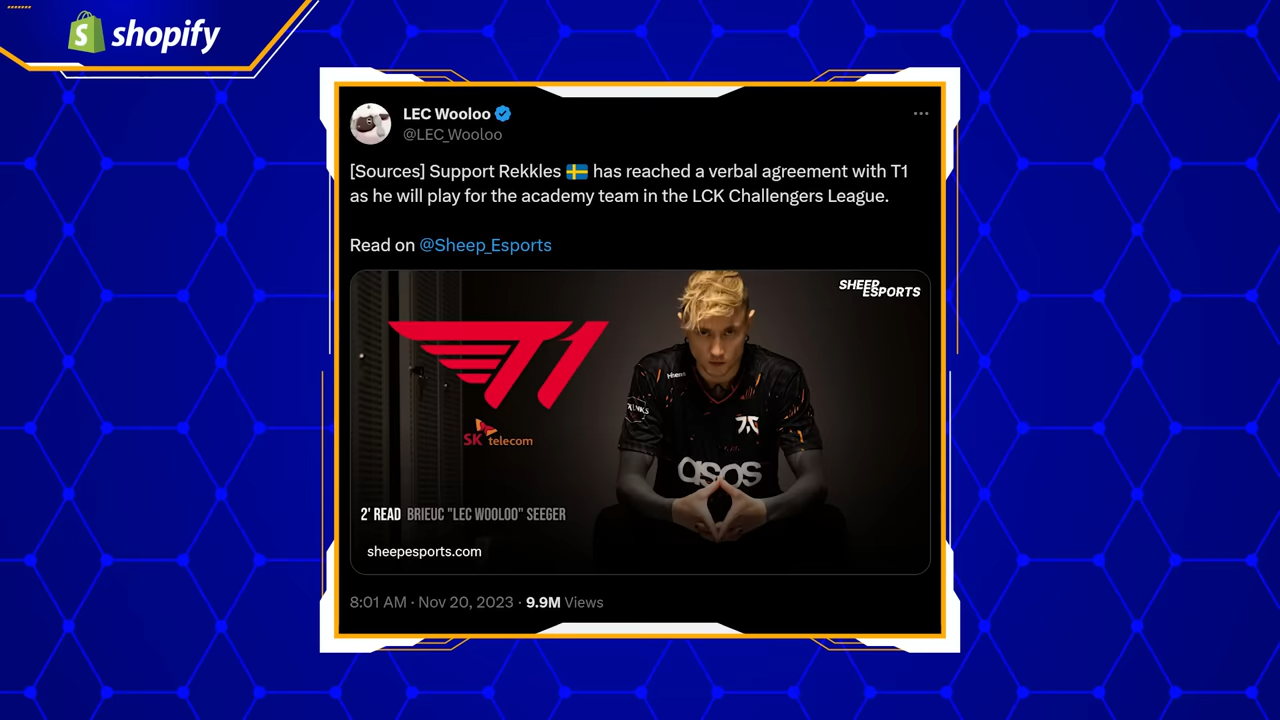 shopify
LEC Wooloo
@LEC_Wooloo
[Sources] Support Rekkles 🇸🇪 has reached a verbal agreement with T1
as he will play for the academy team in the LCK Challengers League.
Read on @Sheep_Esports
SHEEP
ESPORTS
T1
SK telecom
asos
2' READ BRIEUC "LEC WOOLOO" SEEGER
sheepesports.com
8:01 AM · Nov 20, 2023 · 9.9M Views